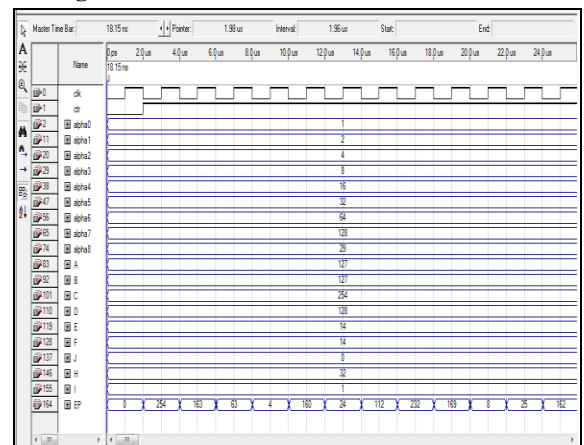 Master Time Bar: 18.15 ns Pointer: 1.98 us Interval: 1.96 us Start: End:
0 ps 2.0 us 4.0 us 6.0 us 8.0 us 10.0 us 12.0 us 14.0 us 16.0 us 18.0 us 20.0 us 22.0 us 24.0 us
Name 18.15 ns
0 clk
1 ctr
2 alpha0 1
11 alpha1 2
20 alpha2 4
29 alpha3 8
38 alpha4 16
47 alpha5 32
56 alpha6 64
65 alpha7 128
74 alpha8 29
83 A 127
92 B 127
101 C 254
110 D 128
119 E 14
128 F 14
137 J 8
146 H 32
155 I 1
164 EP 0 254 163 63 4 160 24 112 232 169 8 25 162